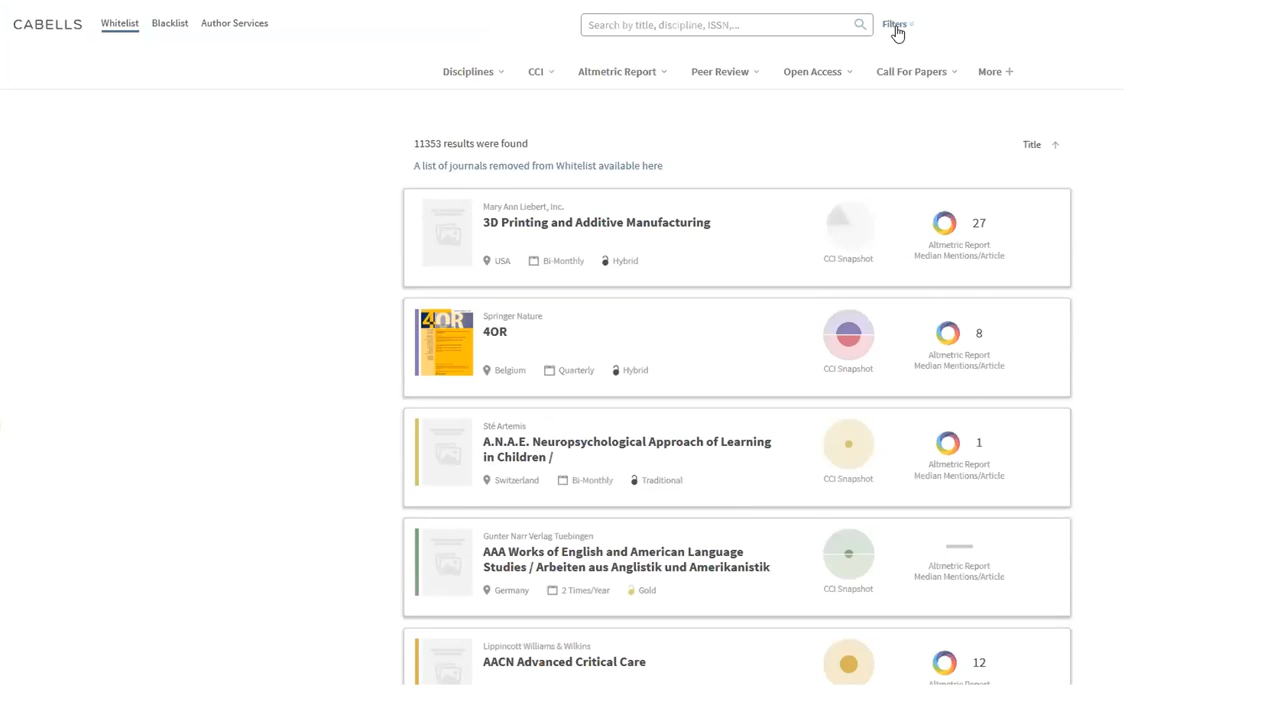 CABELLS Whitelist Blacklist Author Services Search by title, discipline, ISSN,... Filters
Disciplines CCI Altmetric Report Peer Review Open Access Call For Papers More +
11353 results were found Title
A list of journals removed from Whitelist available here
Mary Ann Liebert, Inc.
3D Printing and Additive Manufacturing
USA Bi-Monthly Hybrid
CCI Snapshot
27
Altmetric Report
Median Mentions/Article
4OR
Springer Nature
4OR
Belgium Quarterly Hybrid
CCI Snapshot
8
Altmetric Report
Median Mentions/Article
Sté Artemis
A.N.A.E. Neuropsychological Approach of Learning
in Children /
Switzerland Bi-Monthly Traditional
CCI Snapshot
1
Altmetric Report
Median Mentions/Article
Gunter Narr Verlag Tuebingen
AAA Works of English and American Language
Studies / Arbeiten aus Anglistik und Amerikanistik
Germany 2 Times/Year Gold
CCI Snapshot
Altmetric Report
Median Mentions/Article
Lippincott Williams & Wilkins
AACN Advanced Critical Care
12
Altmetric Report